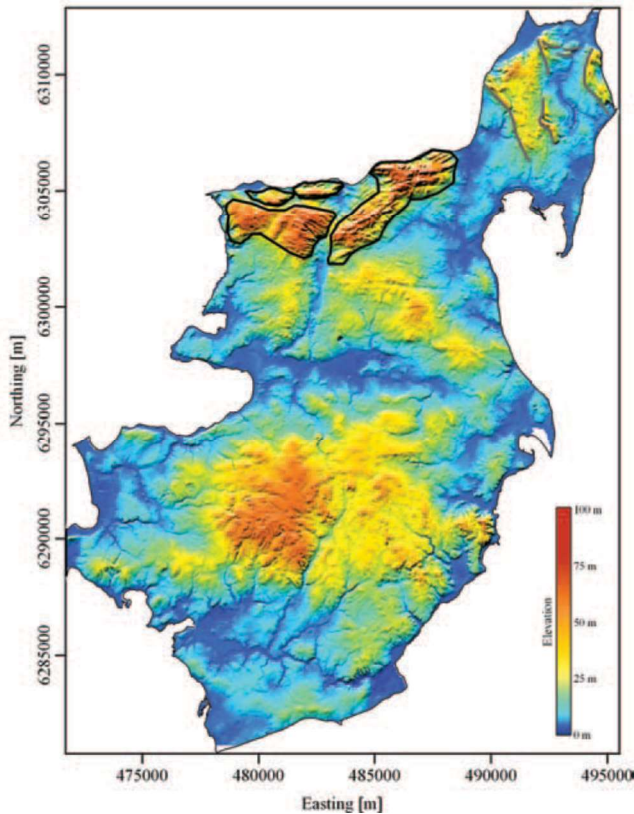 6310000
6305000
6300000
6295000
6290000
6285000
Northing [m]
100 m
75 m
50 m
25 m
0 m
Elevation
475000
480000
485000
490000
495000
Easting [m]